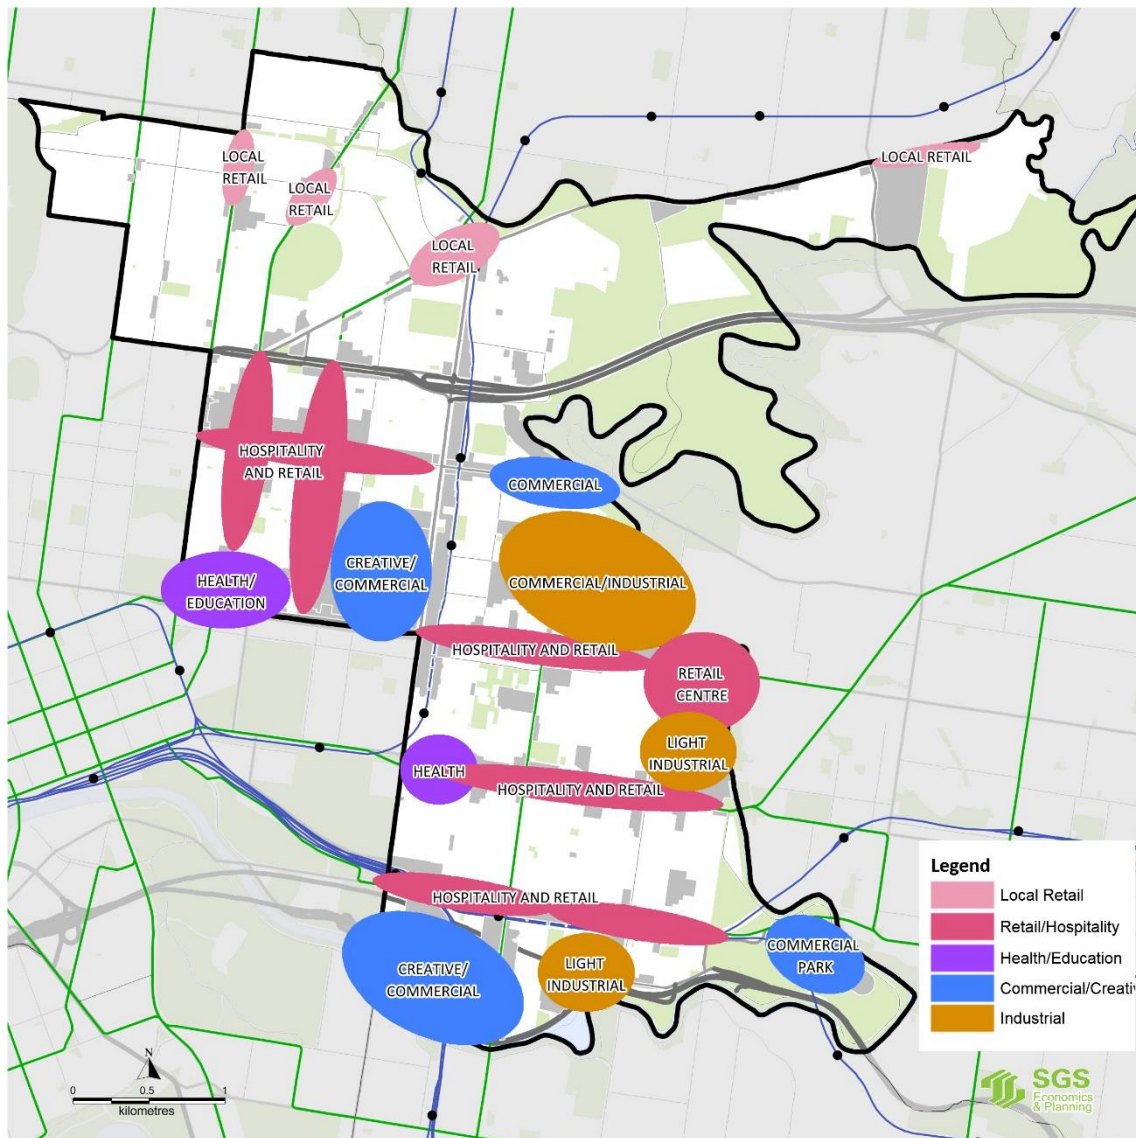 LOCAL
RETAIL
LOCAL
RETAIL
LOCAL RETAIL
LOCAL
RETAIL
HOSPITALITY
AND RETAIL
COMMERCIAL
CREATIVE/
COMMERCIAL
COMMERCIAL/INDUSTRIAL
HEALTH/
EDUCATION
HOSPITALITY AND RETAIL
RETAIL
CENTRE
LIGHT
INDUSTRIAL
HEALTH
HOSPITALITY AND RETAIL
HOSPITALITY AND RETAIL
COMMERCIAL
PARK
CREATIVE/
COMMERCIAL
LIGHT
INDUSTRIAL
Legend
Local Retail
Retail/Hospitality
Health/Education
Commercial/Creativ
Industrial
N
0 0.5 1
kilometres
SGS
Economics
& Planning